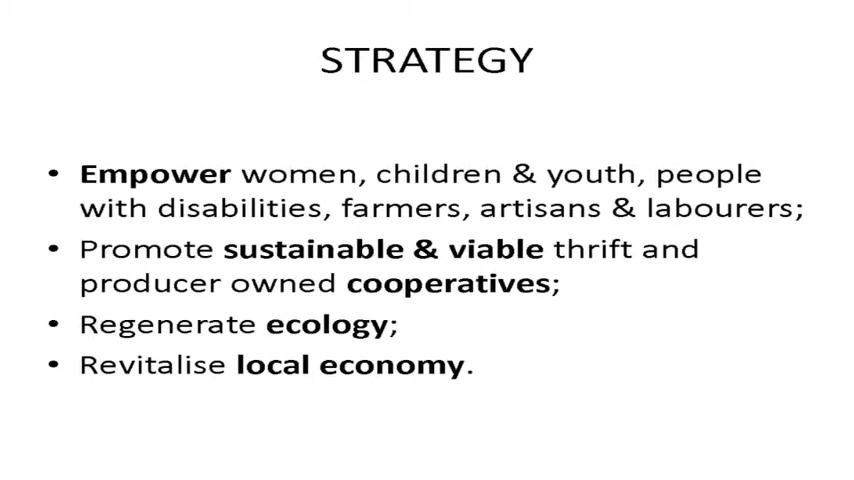 STRATEGY
• Empower women, children & youth, people
with disabilities, farmers, artisans & labourers;
• Promote sustainable & viable thrift and
producer owned cooperatives;
• Regenerate ecology;
• Revitalise local economy.